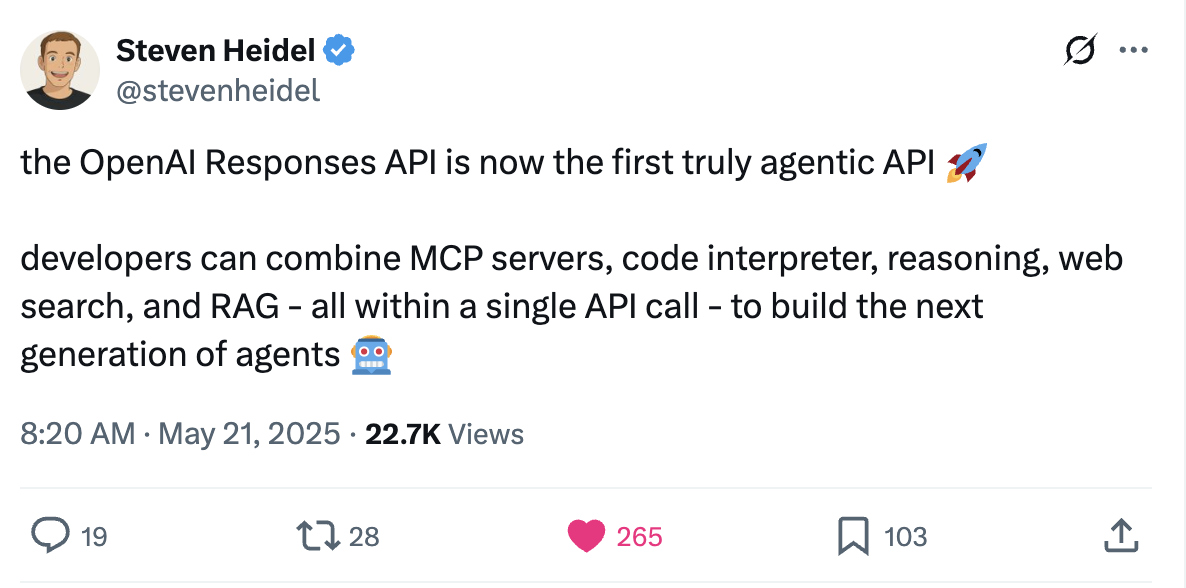 Steven Heidel
@stevenheidel
the OpenAI Responses API is now the first truly agentic API 🚀
developers can combine MCP servers, code interpreter, reasoning, web
search, and RAG - all within a single API call - to build the next
generation of agents 🤖
8:20 AM · May 21, 2025 · 22.7K Views
19 28 265 103